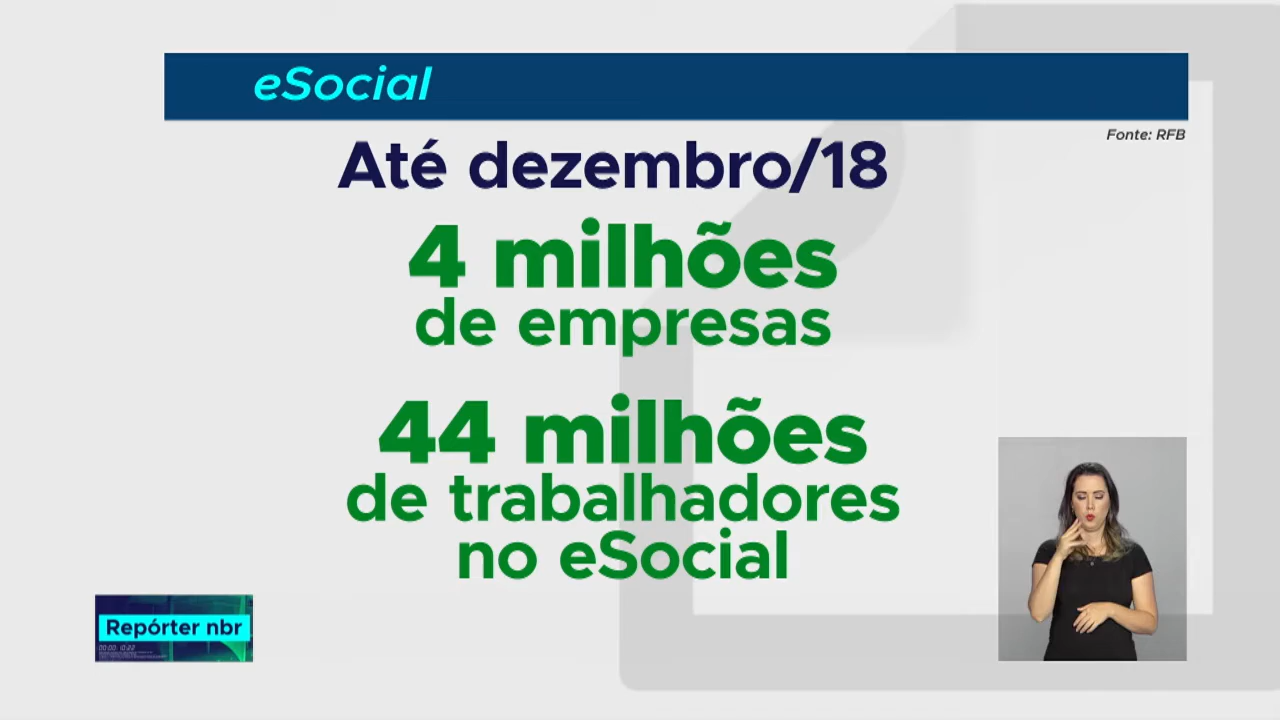 eSocial
Fonte: RFB
Até dezembro/18
4 milhões
de empresas
44 milhões
de trabalhadores
no eSocial
Repórter nbr